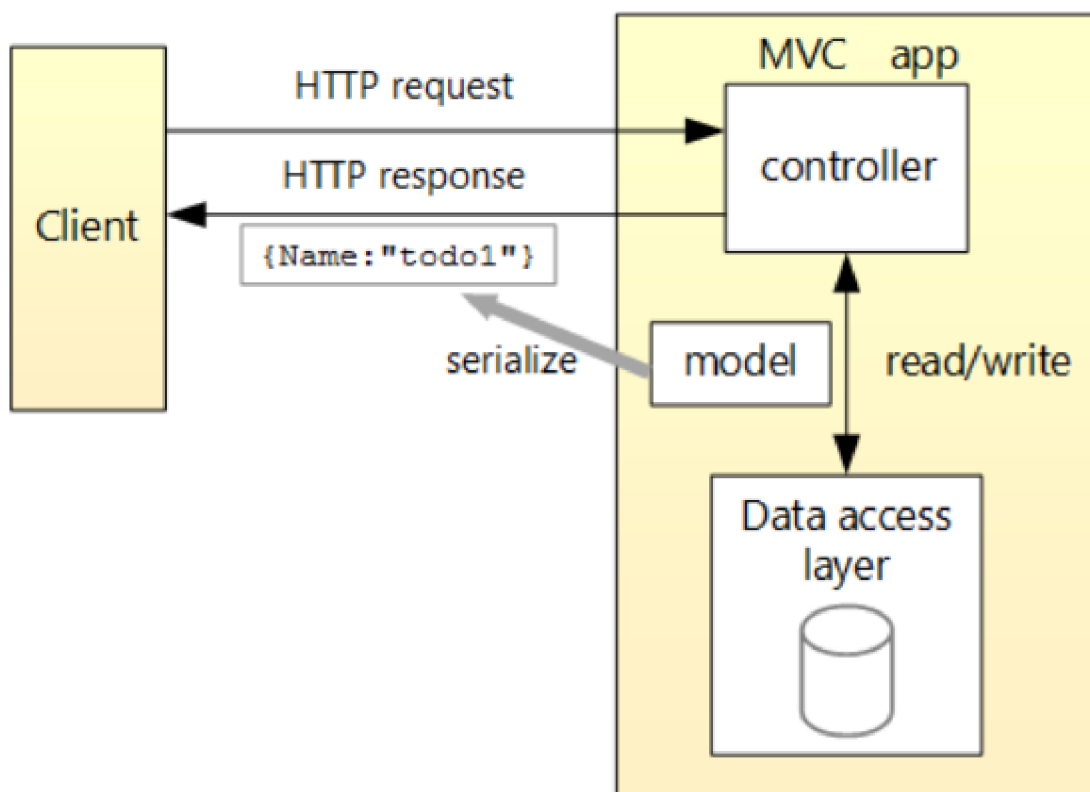 MVC app
HTTP request
controller
HTTP response
Client
{Name:"todo1"}
serialize
model
read/write
Data access
layer